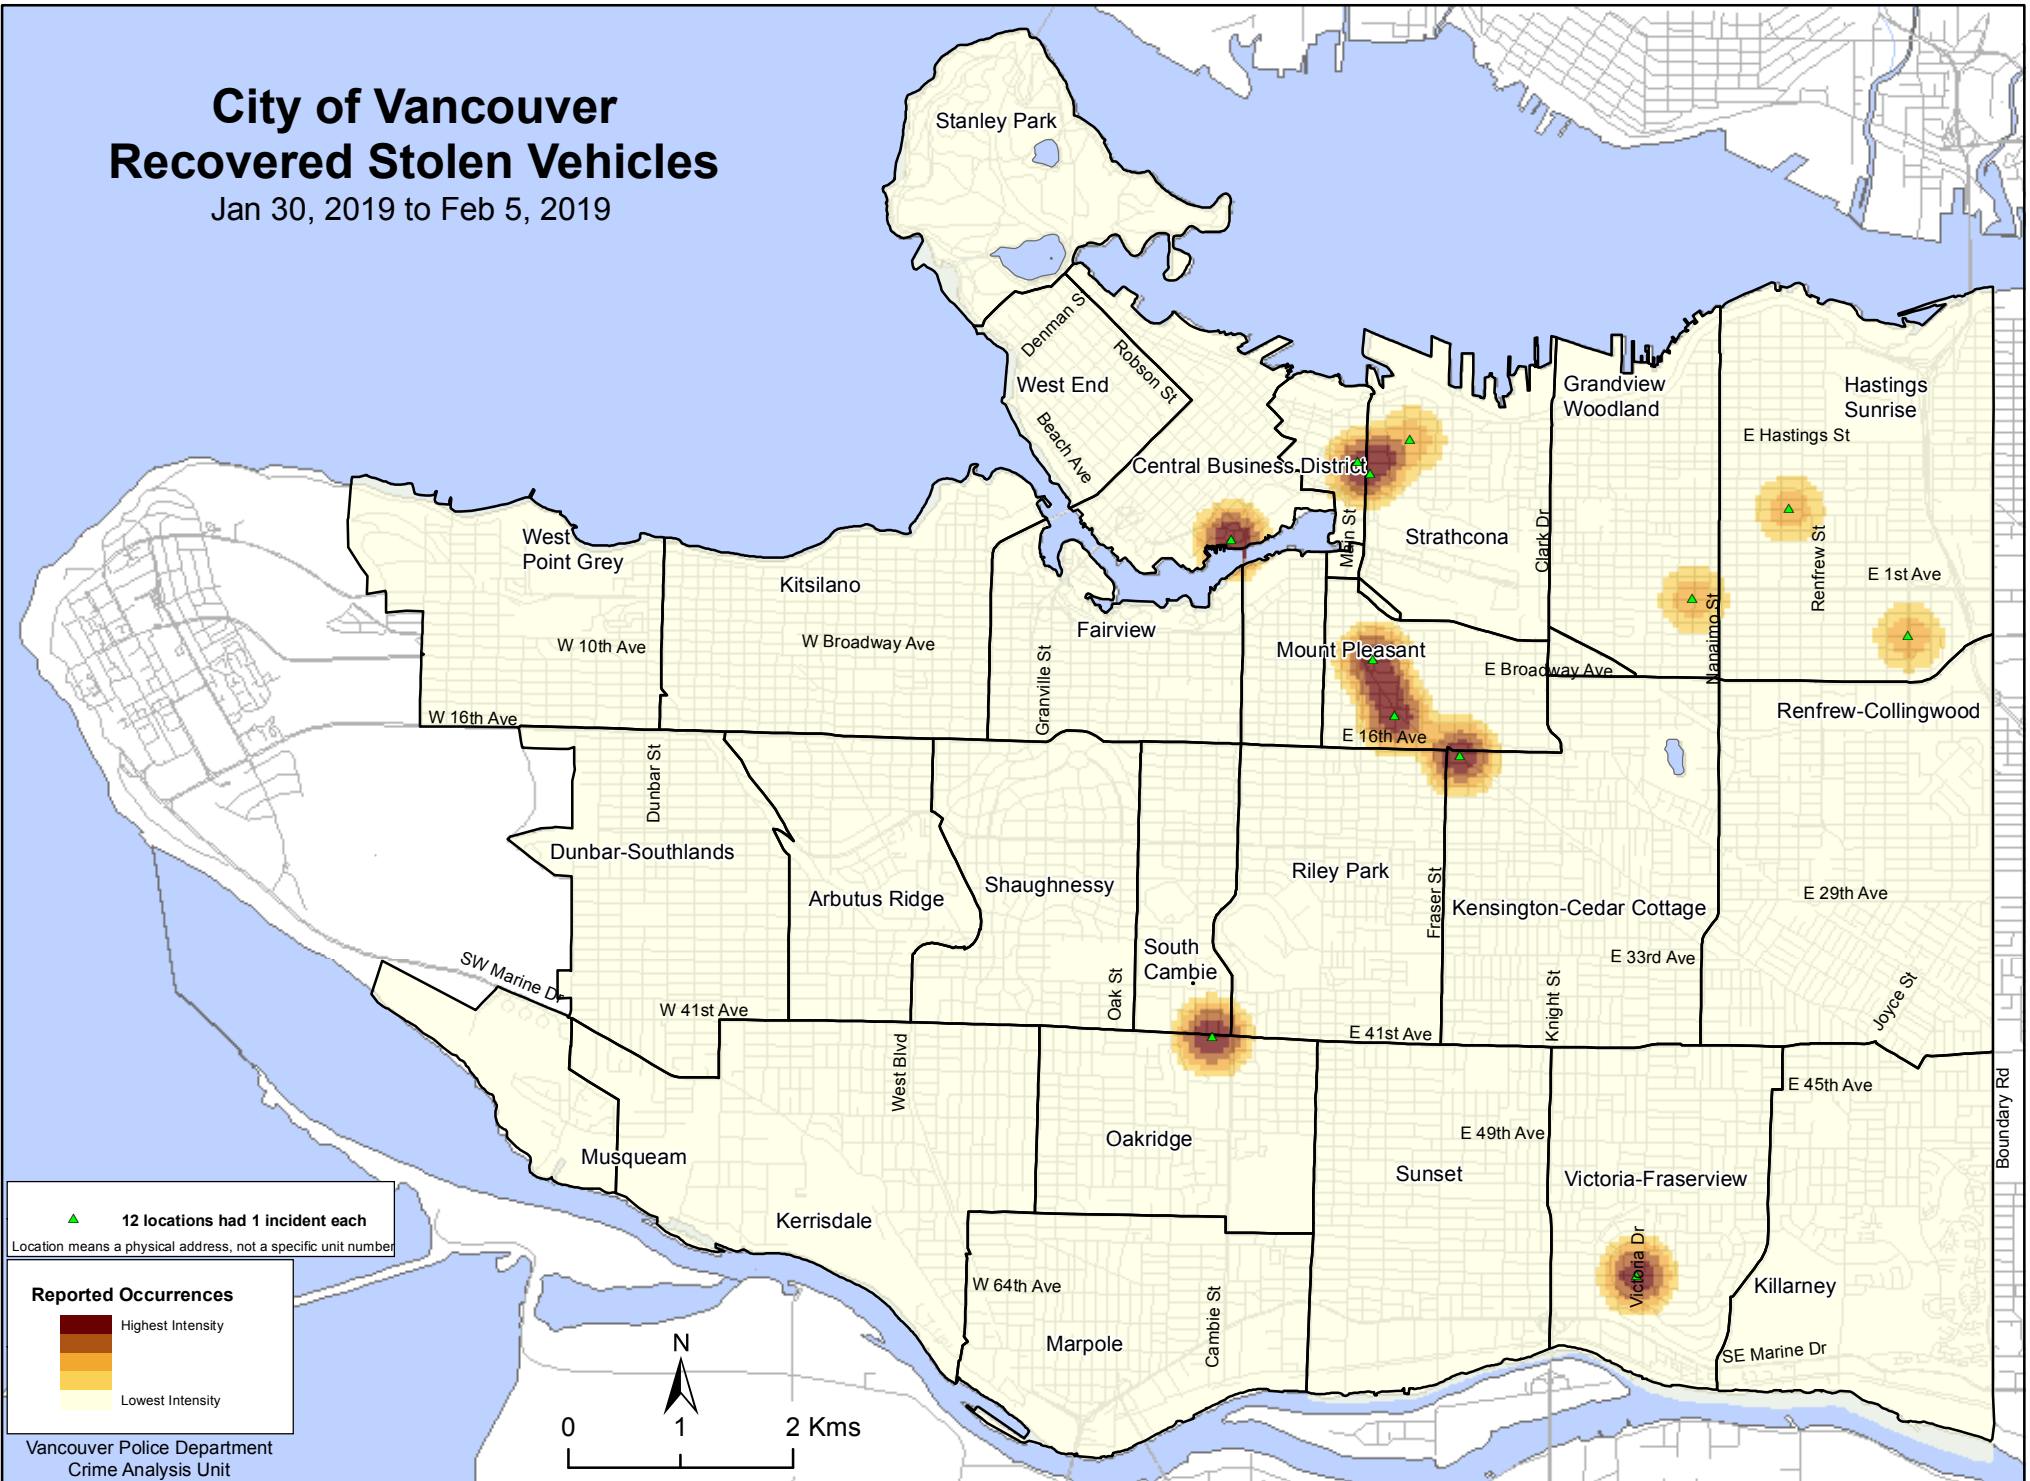 City of Vancouver
Recovered Stolen Vehicles
Jan 30, 2019 to Feb 5, 2019
Stanley Park
Denman S
Robson St
West End
Beach Ave
Central Business District
Grandview
Woodland
Hastings
Sunrise
E Hastings St
Main St
Strathcona
Clark Dr
Renfrew St
E 1st Ave
Nanaimo St
West
Point Grey
Kitsilano
Fairview
W 10th Ave
W Broadway Ave
Granville St
Mount Pleasant
E Broadway Ave
W 16th Ave
E 16th Ave
Renfrew-Collingwood
Dunbar St
Dunbar-Southlands
Arbutus Ridge
Shaughnessy
Riley Park
Fraser St
Kensington-Cedar Cottage
E 29th Ave
South
Cambie
E 33rd Ave
SW Marine Dr
W 41st Ave
Oak St
E 41st Ave
Knight St
Joyce St
West Blvd
E 45th Ave
Boundary Rd
Oakridge
E 49th Ave
Musqueam
Sunset
Victoria-Fraserview
Kerrisdale
Victoria Dr
W 64th Ave
Cambie St
Killarney
Marpole
SE Marine Dr
12 locations had 1 incident each
Location means a physical address, not a specific unit number
Reported Occurrences
Highest Intensity
Lowest Intensity
N
0 1 2 Kms
Vancouver Police Department
Crime Analysis Unit